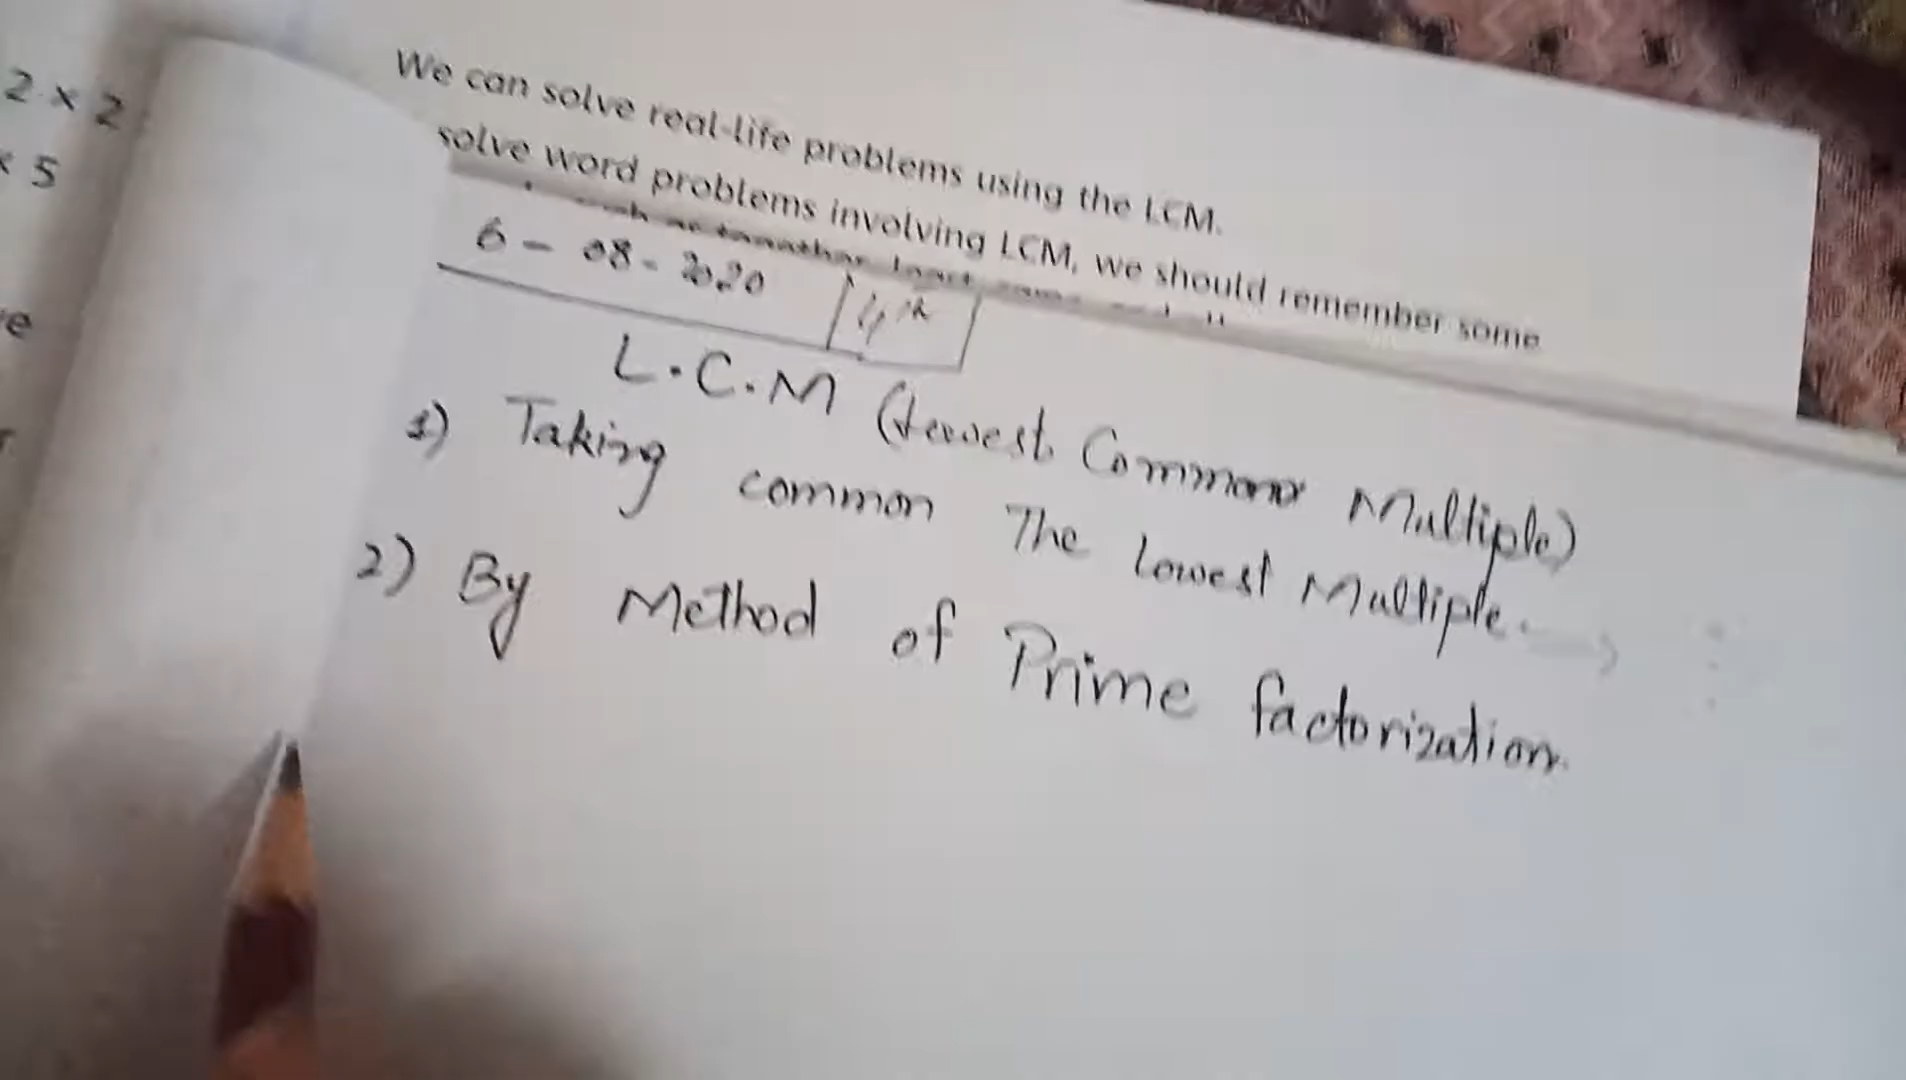 2 × 2
× 5
We can solve real-life problems using the LCM.
solve word problems involving LCM, we should remember some
6 - 08 - 2020 4th
L.C.M (Lowest Common Multiple)
1) Taking common The Lowest Multiple.
2) By Method of Prime factorization.